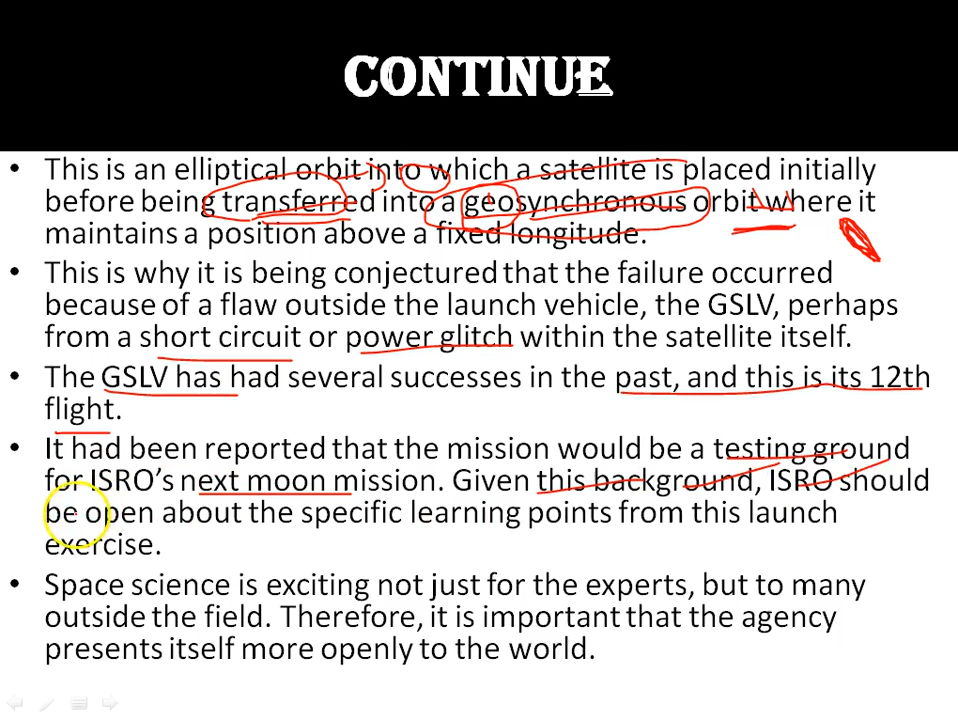 CONTINUE
• This is an elliptical orbit into which a satellite is placed initially
before being transferred into a geosynchronous orbit where it
maintains a position above a fixed longitude.
• This is why it is being conjectured that the failure occurred
because of a flaw outside the launch vehicle, the GSLV, perhaps
from a short circuit or power glitch within the satellite itself.
• The GSLV has had several successes in the past, and this is its 12th
flight.
• It had been reported that the mission would be a testing ground
for ISRO’s next moon mission. Given this background, ISRO should
be open about the specific learning points from this launch
exercise.
• Space science is exciting not just for the experts, but to many
outside the field. Therefore, it is important that the agency
presents itself more openly to the world.